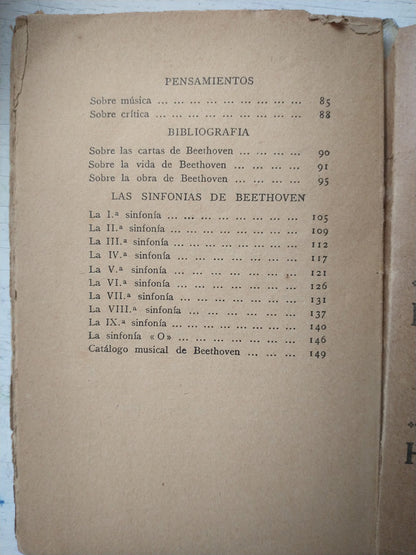 PENSAMIENTOS
Sobre música ... ... ... ... ... ... ... ... 85
Sobre crítica ... ... ... ... ... ... ... ... 88
BIBLIOGRAFIA
Sobre las cartas de Beethoven ... ... ... ... 90
Sobre la vida de Beethoven ... ... ... ... 91
Sobre la obra de Beethoven ... ... ... ... 95
LAS SINFONIAS DE BEETHOVEN
La I.ª sinfonía ... ... ... ... ... ... ... ... 105
La II.ª sinfonía ... ... ... ... ... ... ... 109
La III.ª sinfonía ... ... ... ... ... ... ... 112
La IV.ª sinfonía ... ... ... ... ... ... ... 117
La V.ª sinfonía ... ... ... ... ... ... ... 121
La VI.ª sinfonía ... ... ... ... ... ... ... 126
La VII.ª sinfonía ... ... ... ... ... ... ... 131
La VIII.ª sinfonía ... ... ... ... ... ... 137
La IX.ª sinfonía ... ... ... ... ... ... ... 140
La sinfonía «O» ... ... ... ... ... ... ... 146
Catálogo musical de Beethoven ... ... ... 149